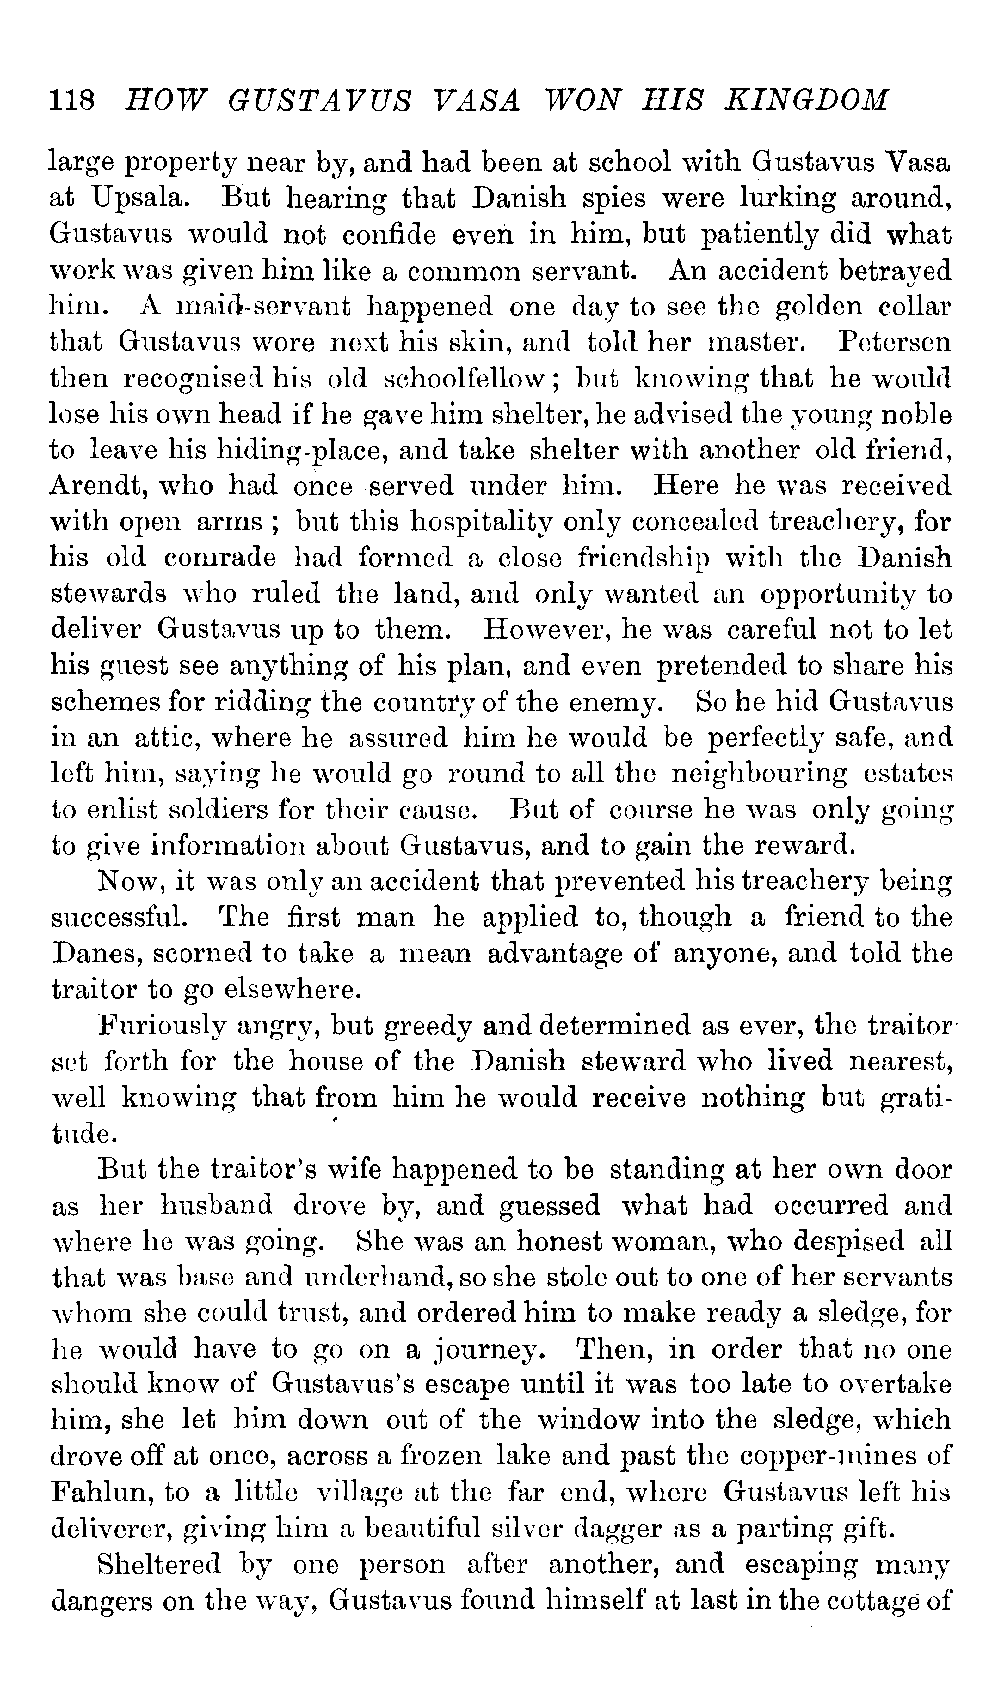 118 HOW GUSTAVUS VASA WON HIS KINGDOM
large property near by, and had been at school with Gustavus Vasa
at Upsala. But hearing that Danish spies were lurking around,
Gustavus would not confide even in him, but patiently did what
work was given him like a common servant. An accident betrayed
him. A maid-servant happened one day to see the golden collar
that Gustavus wore next his skin, and told her master. Petersen
then recognised his old schoolfellow; but knowing that he would
lose his own head if he gave him shelter, he advised the young noble
to leave his hiding-place, and take shelter with another old friend,
Arendt, who had once served under him. Here he was received
with open arms; but this hospitality only concealed treachery, for
his old comrade had formed a close friendship with the Danish
stewards who ruled the land, and only wanted an opportunity to
deliver Gustavus up to them. However, he was careful not to let
his guest see anything of his plan, and even pretended to share his
schemes for ridding the country of the enemy. So he hid Gustavus
in an attic, where he assured him he would be perfectly safe, and
left him, saying he would go round to all the neighbouring estates
to enlist soldiers for their cause. But of course he was only going
to give information about Gustavus, and to gain the reward.
Now, it was only an accident that prevented his treachery being
successful. The first man he applied to, though a friend to the
Danes, scorned to take a mean advantage of anyone, and told the
traitor to go elsewhere.
Furiously angry, but greedy and determined as ever, the traitor
set forth for the house of the Danish steward who lived nearest,
well knowing that from him he would receive nothing but grati-
tude.
But the traitor's wife happened to be standing at her own door
as her husband drove by, and guessed what had occurred and
where he was going. She was an honest woman, who despised all
that was base and underhand, so she stole out to one of her servants
whom she could trust, and ordered him to make ready a sledge, for
he would have to go on a journey. Then, in order that no one
should know of Gustavus's escape until it was too late to overtake
him, she let him down out of the window into the sledge, which
drove off at once, across a frozen lake and past the copper-mines of
Fahlun, to a little village at the far end, where Gustavus left his
deliverer, giving him a beautiful silver dagger as a parting gift.
Sheltered by one person after another, and escaping many
dangers on the way, Gustavus found himself at last in the cottage of